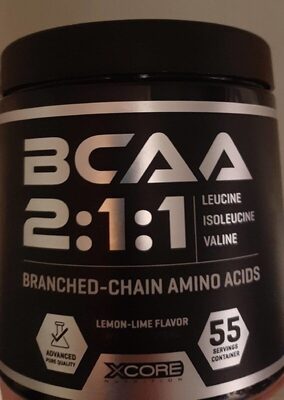 BCAA
2:1:1
LEUCINE
ISOLEUCINE
VALINE
BRANCHED-CHAIN AMINO ACIDS
LEMON-LIME FLAVOR
ADVANCED
PURE QUALITY
55
SERVINGS
CONTAINER
XCORE
NUTRITION